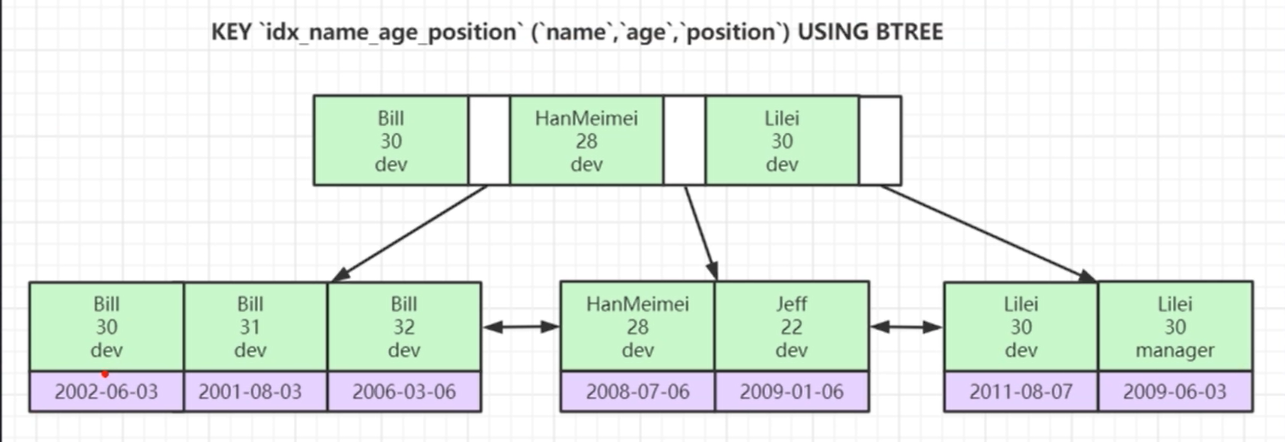 KEY `idx_name_age_position` (`name`,`age`,`position`) USING BTREE
Bill
30
dev
HanMeimei
28
dev
Lilei
30
dev
Bill
30
dev
2002-06-03
Bill
31
dev
2001-08-03
Bill
32
dev
2006-03-06
HanMeimei
28
dev
2008-07-06
Jeff
22
dev
2009-01-06
Lilei
30
dev
2011-08-07
Lilei
30
manager
2009-06-03